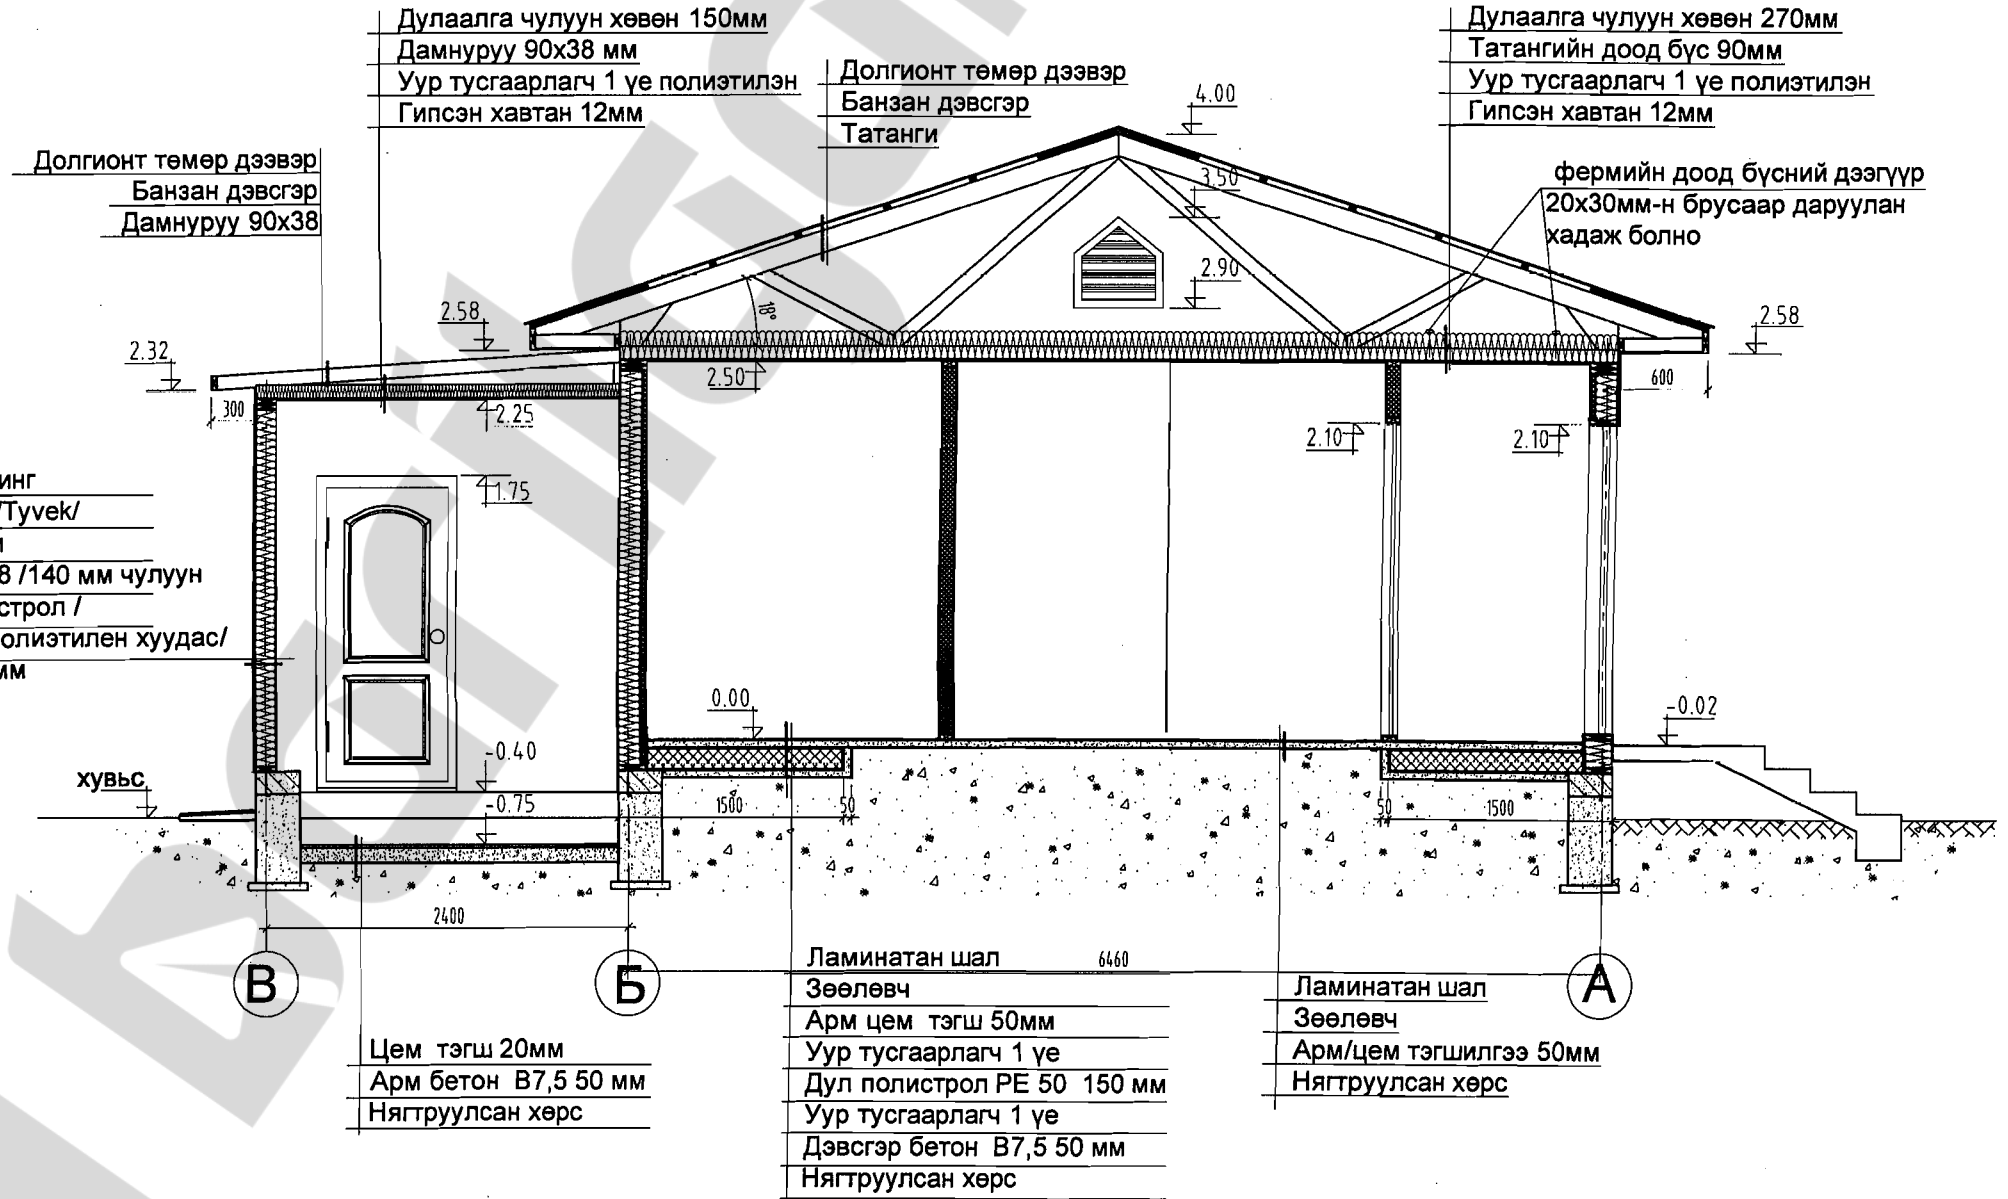 Дулаалга чулуун хөвөн 150мм
Дамнуруу 90х38 мм
Уур тусгаарлагч 1 үе полиэтилэн
Гипсэн хавтан 12мм
Долгионт төмөр дээвэр
Банзан дэвсгэр
Татанги
Дулаалга чулуун хөвөн 270мм
Татангийн доод бүс 90мм
Уур тусгаарлагч 1 үе полиэтилэн
Гипсэн хавтан 12мм
Долгионт төмөр дээвэр
Банзан дэвсгэр
Дамнуруу 90х38
фермийн доод бүсний дээгүүр
20х30мм-н брусаар даруулан
хадаж болно
4.00
3.50
2.90
18°
2.58
2.32
2.58
2.50
600
300
2.25
2.10
2.10
1.75
инг
/Tyvek/
8 /140 мм чулуун
строл /
олиэтилен хуудас/
мм
0.00
-0.02
-0.40
-0.75
хувьс
1500
50
50
1500
2400
6460
В
Б
А
Цем тэгш 20мм
Арм бетон В7,5 50 мм
Нягтруулсан хөрс
Ламинатан шал
Зөөлөвч
Арм цем тэгш 50мм
Уур тусгаарлагч 1 үе
Дул полистрол РЕ 50 150 мм
Уур тусгаарлагч 1 үе
Дэвсгэр бетон В7,5 50 мм
Нягтруулсан хөрс
Ламинатан шал
Зөөлөвч
Арм/цем тэгшилгээ 50мм
Нягтруулсан хөрс